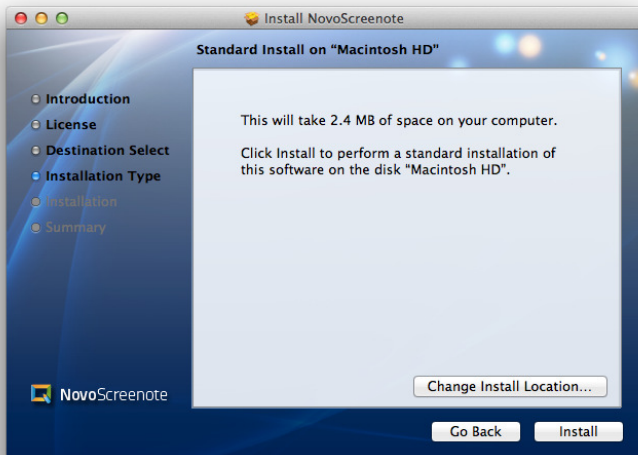 Install NovoScreenote
Standard Install on “Macintosh HD”
Introduction
License
Destination Select
Installation Type
Installation
Summary
This will take 2.4 MB of space on your computer.
Click Install to perform a standard installation of
this software on the disk “Macintosh HD”.
Change Install Location...
NovoScreenote
Go Back
Install